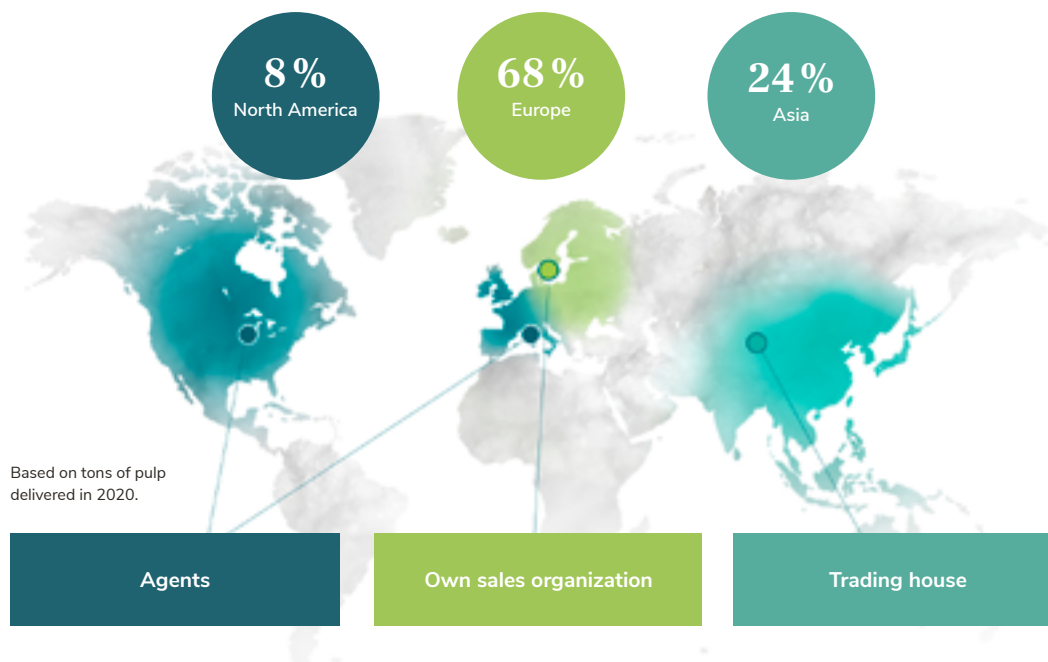 8 %
North America
68 %
Europe
24 %
Asia
Based on tons of pulp
delivered in 2020.
Agents
Own sales organization
Trading house